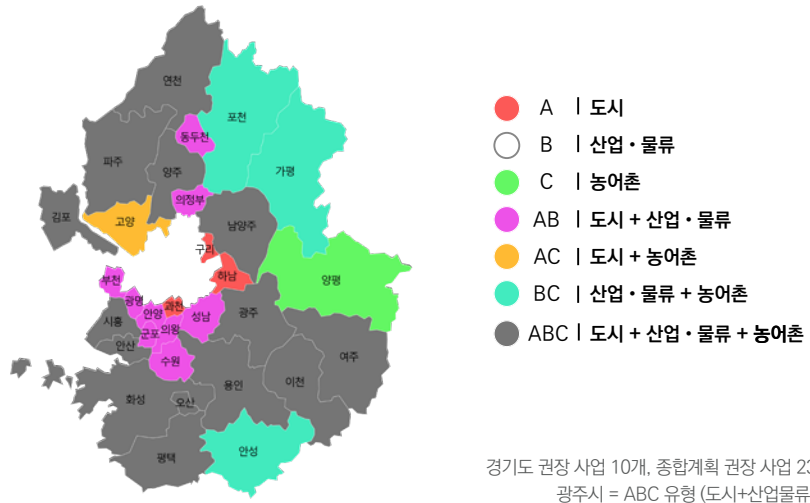 연천
포천
동두천
파주
양주
가평
의정부
김포
고양
남양주
구리
하남
양평
부천
광명
과천
안양
성남
광주
시흥
군포
의왕
안산
수원
여주
이천
용인
화성
오산
안성
평택
A | 도시
B | 산업・물류
C | 농어촌
AB | 도시 + 산업・물류
AC | 도시 + 농어촌
BC | 산업・물류 + 농어촌
ABC | 도시 + 산업・물류 + 농어촌
경기도 권장 사업 10개, 종합계획 권장 사업
광주시 = ABC 유형 (도시+산업물류